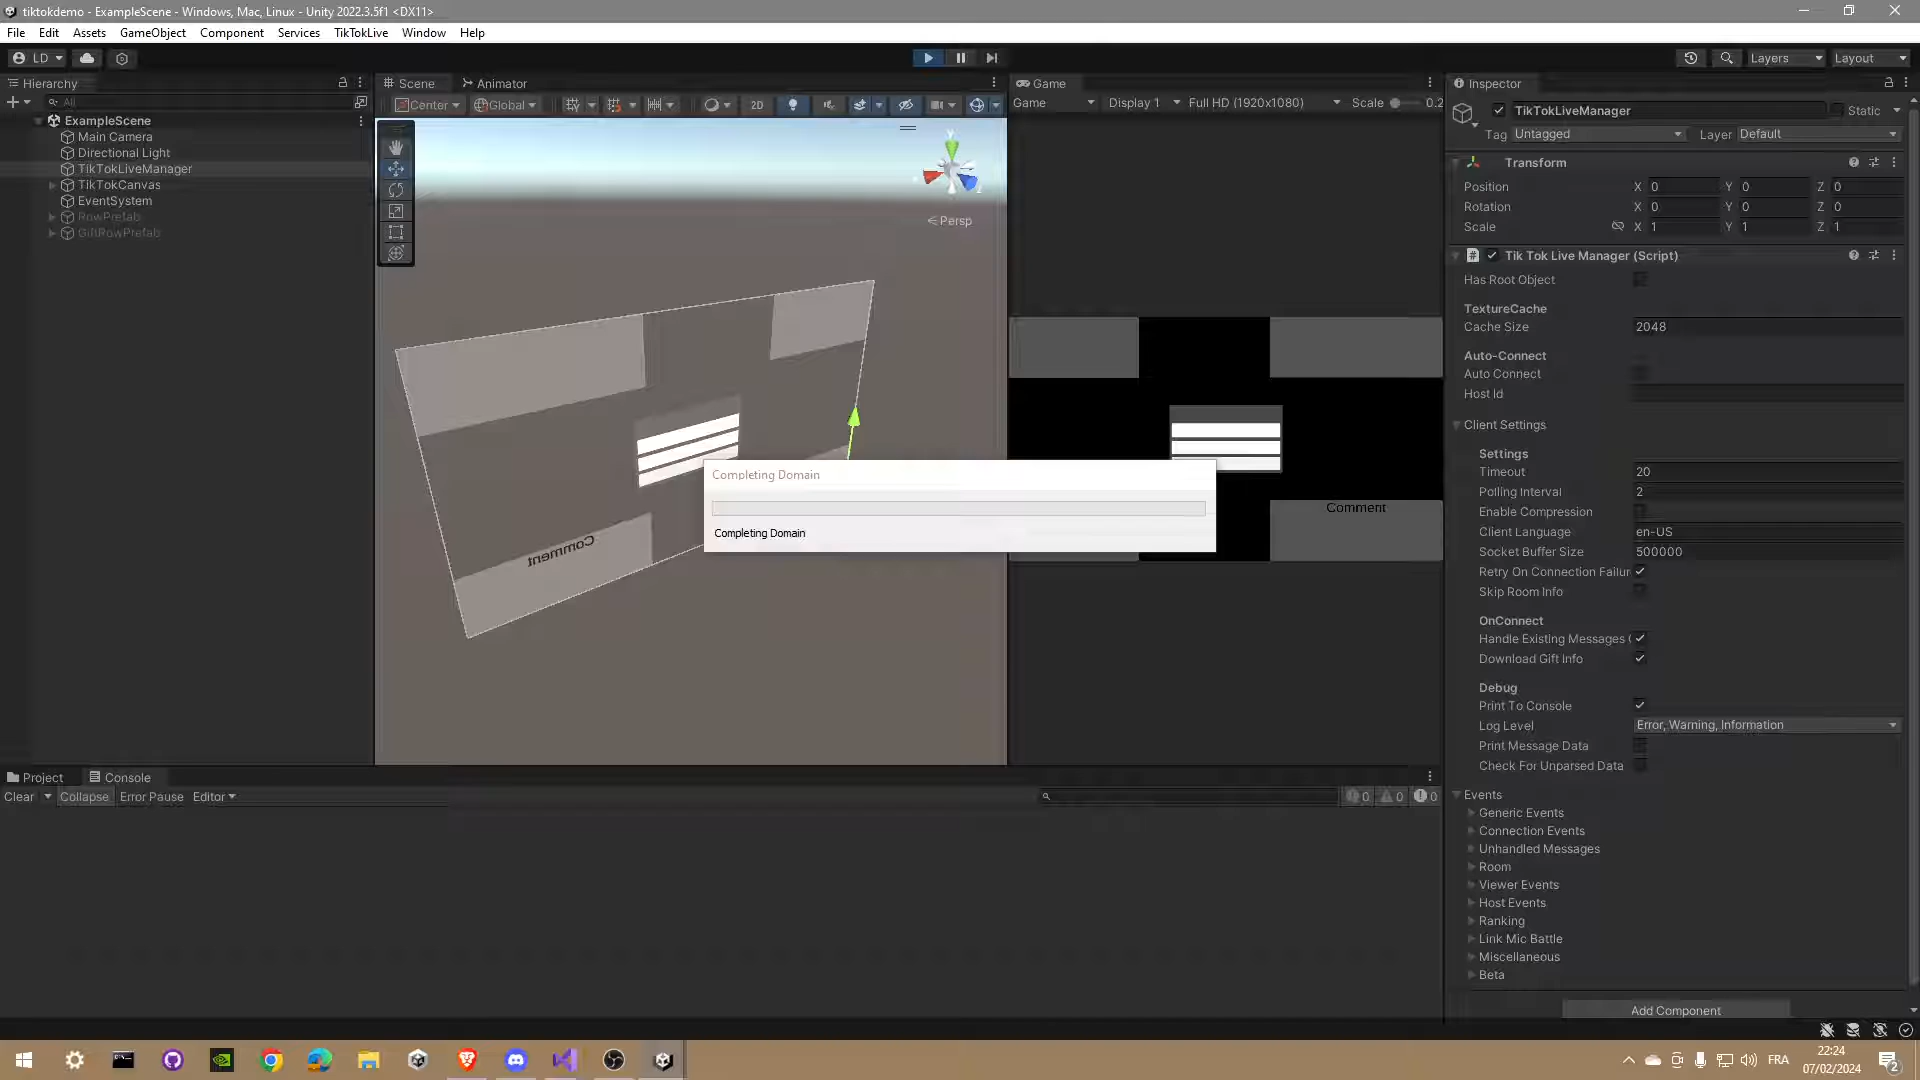 tiktokdemo - ExampleScene - Windows, Mac, Linux - Unity 2022.3.5f1 <DX11>
File Edit Assets GameObject Component Services TikTokLive Window Help
LD
Layers Layout
Hierarchy
All
ExampleScene
Main Camera
Directional Light
TikTokLiveManager
TikTokCanvas
EventSystem
RowPrefab
GiftRowPrefab
Scene Animator
Center Global 2D
< Persp
Comment
Game
Game Display 1 Full HD (1920x1080) Scale 0.2
Comment
Completing Domain
Completing Domain
Inspector
TikTokLiveManager Static
Tag Untagged Layer Default
Transform
Position X 0 Y 0 Z 0
Rotation X 0 Y 0 Z 0
Scale X 1 Y 1 Z 1
# Tik Tok Live Manager (Script)
Has Root Object
TextureCache
Cache Size 2048
Auto-Connect
Auto Connect
Host Id
Client Settings
Settings
Timeout 20
Polling Interval 2
Enable Compression
Client Language en-US
Socket Buffer Size 500000
Retry On Connection Failur
Skip Room Info
OnConnect
Handle Existing Messages
Download Gift Info
Debug
Print To Console
Log Level Error, Warning, Information
Print Message Data
Check For Unparsed Data
Events
Generic Events
Connection Events
Unhandled Messages
Room
Viewer Events
Host Events
Ranking
Link Mic Battle
Miscellaneous
Beta
Add Component
Project Console
Clear Collapse Error Pause Editor
0 0 0
FRA
22:24
07/02/2024
2